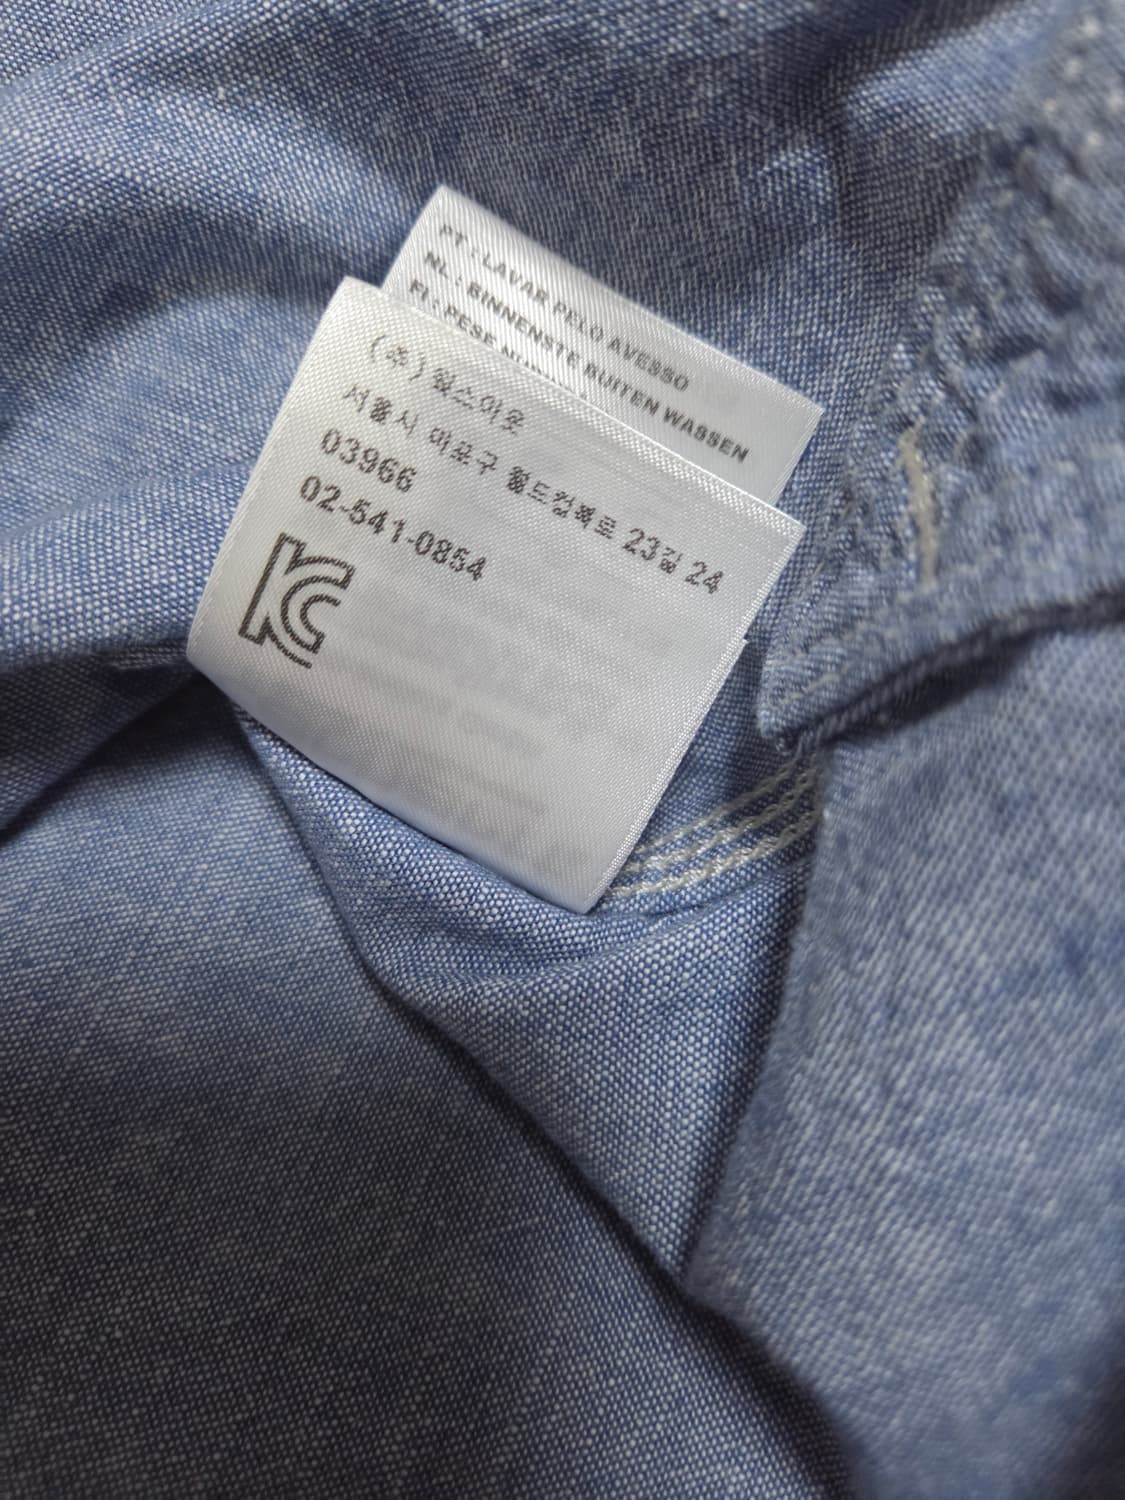 PT : LAVAR PELO AVESSO
NL : BINNENSTE BUITEN WASSEN
FI : PESE
(주) 웍스아웃
서울시 마포구 월드컵북로 23길 24
03966
02-541-0854
KC